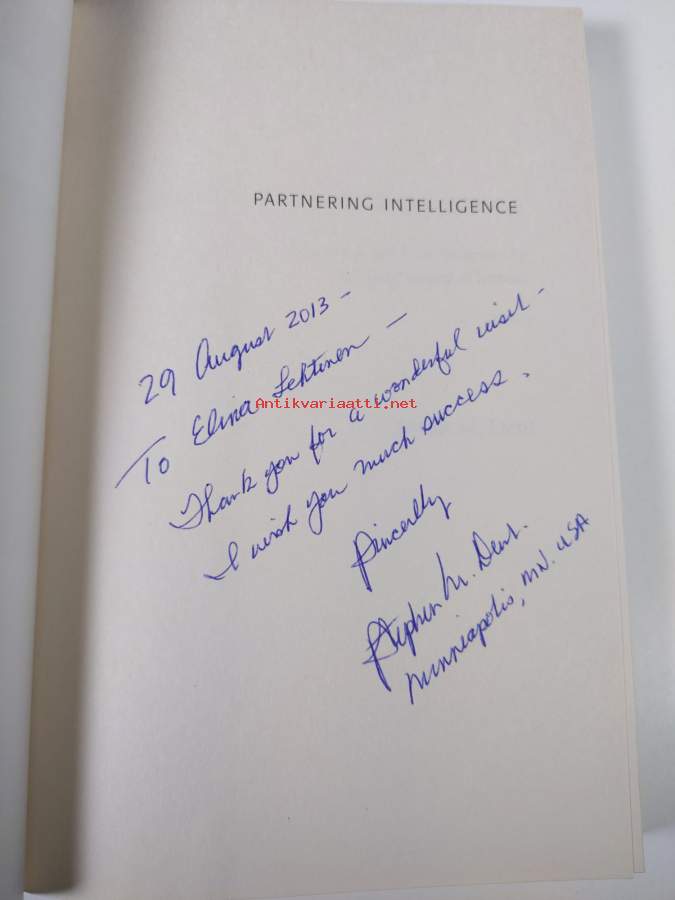 PARTNERING INTELLIGENCE
29 August 2013 -
To Elina Lehtinen -
Antikvariaatti.net
Thank you for a wonderful visit -
I wish you much success.
Sincerely
Stephen M. Dent.
Minneapolis, MN. USA